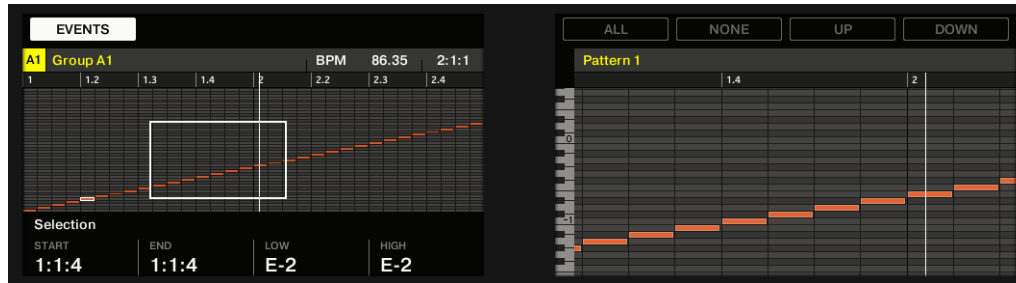 EVENTS
A1 Group A1 BPM 86.35 2:1:1
1 1.2 1.3 1.4 2 2.2 2.3 2.4
Selection
START END LOW HIGH
1:1:4 1:1:4 E-2 E-2
ALL NONE UP DOWN
Pattern 1
1.4 2
0
-1